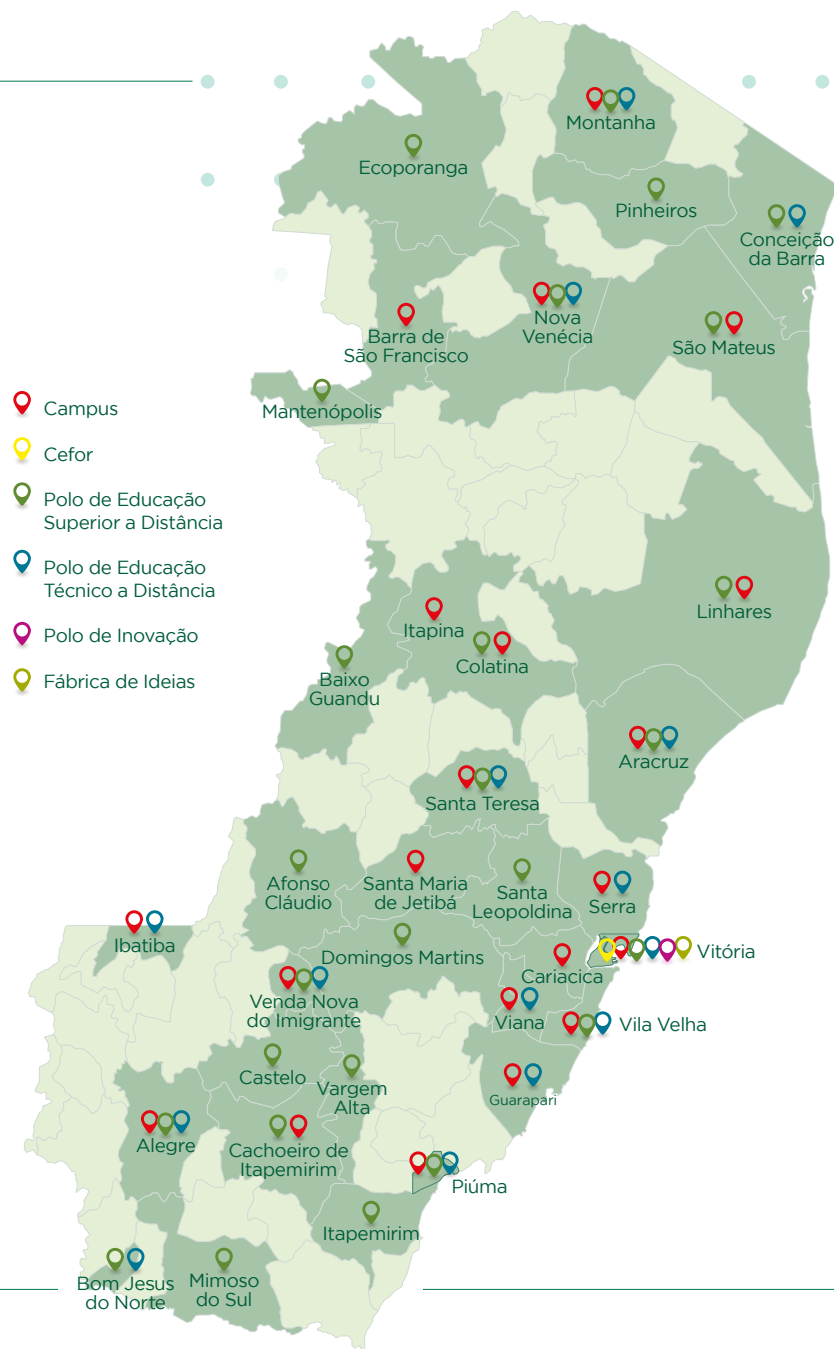 Montanha
Ecoporanga
Pinheiros
Conceição
da Barra
Nova
Venécia
Barra de
São Francisco
São Mateus
Mantenópolis
Campus
Cefor
Polo de Educação
Superior a Distância
Polo de Educação
Técnico a Distância
Polo de Inovação
Fábrica de Ideias
Linhares
Itapina
Colatina
Baixo
Guandu
Aracruz
Santa Teresa
Afonso
Cláudio
Santa Maria
de Jetibá
Santa
Leopoldina
Serra
Ibatiba
Domingos Martins
Cariacica
Vitória
Venda Nova
do Imigrante
Viana
Vila Velha
Castelo
Vargem
Alta
Guarapari
Alegre
Cachoeiro de
Itapemirim
Piúma
Itapemirim
Bom Jesus
do Norte
Mimoso
do Sul